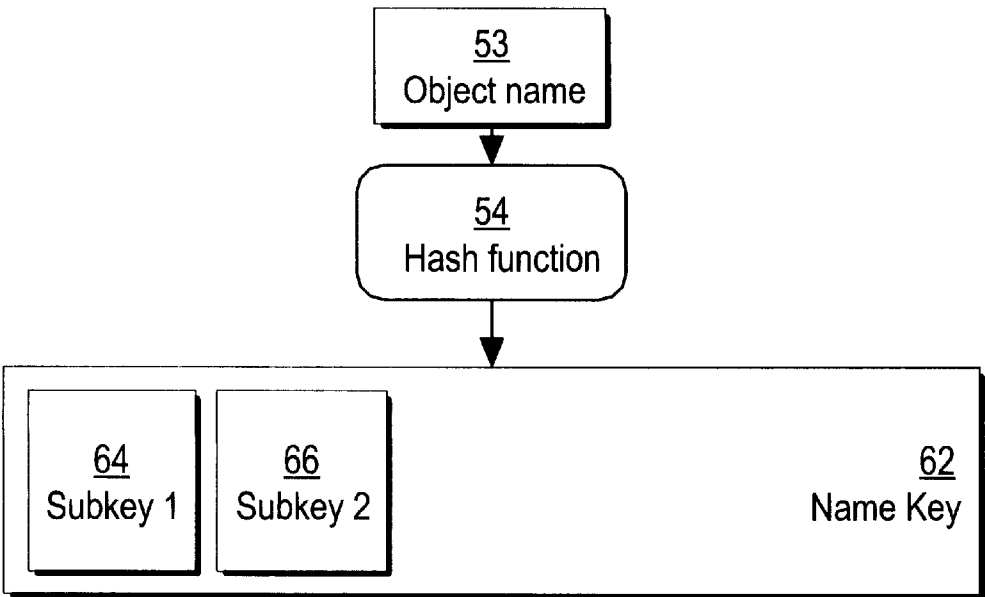 53
Object name
54
Hash function
64
Subkey 1
66
Subkey 2
62
Name Key